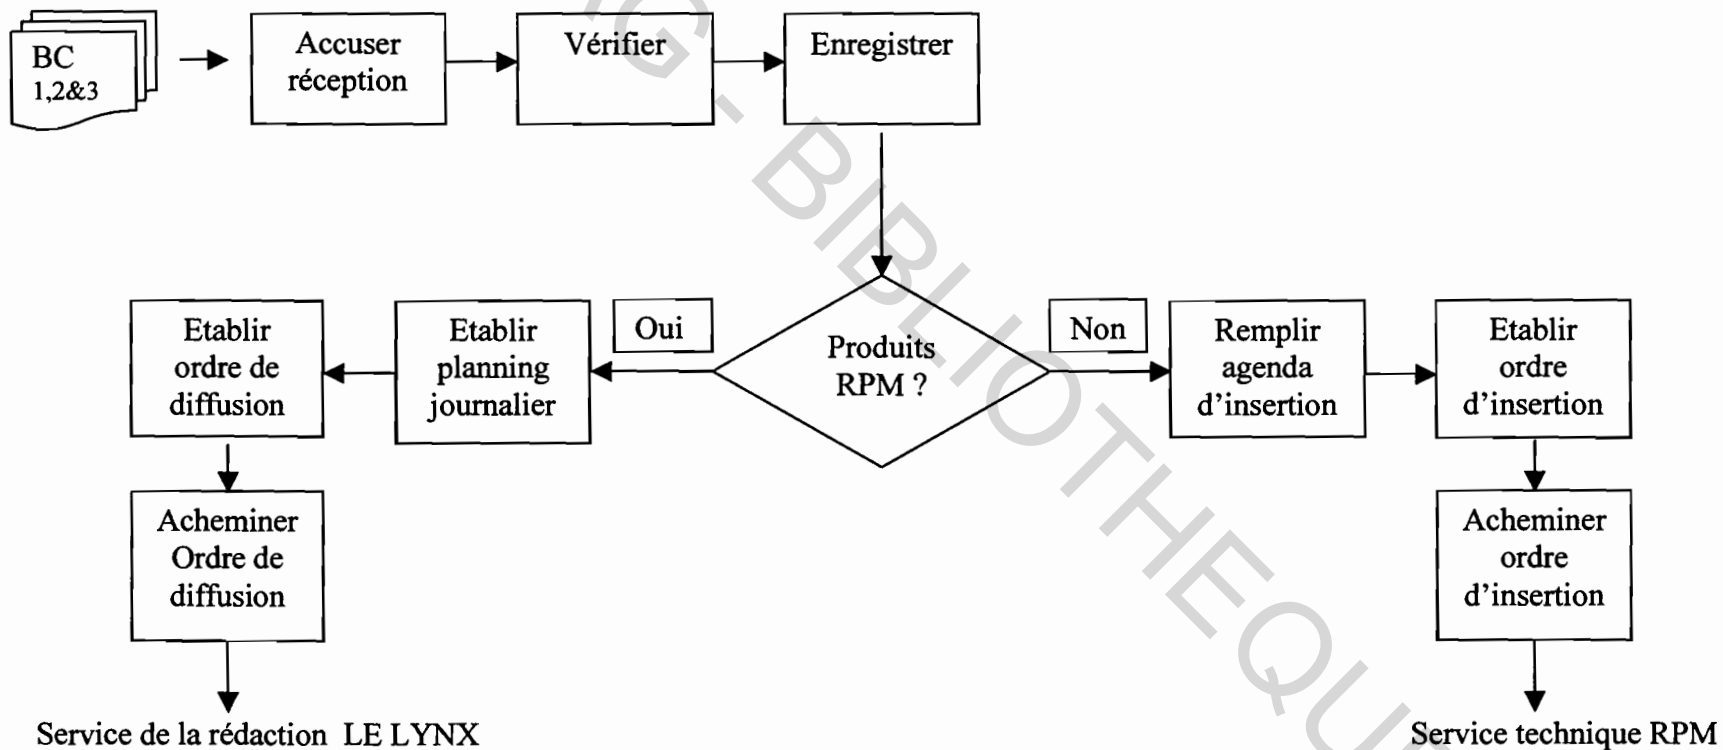 BC
1,2&3
Accuser
réception
Vérifier
Enregistrer
Produits
RPM ?
Oui
Etablir
planning
journalier
Etablir
ordre de
diffusion
Acheminer
Ordre de
diffusion
Service de la rédaction LE LYNX
Non
Remplir
agenda
d'insertion
Etablir
ordre
d'insertion
Acheminer
ordre
d'insertion
Service technique RPM
G - BIBLIOTHEQU